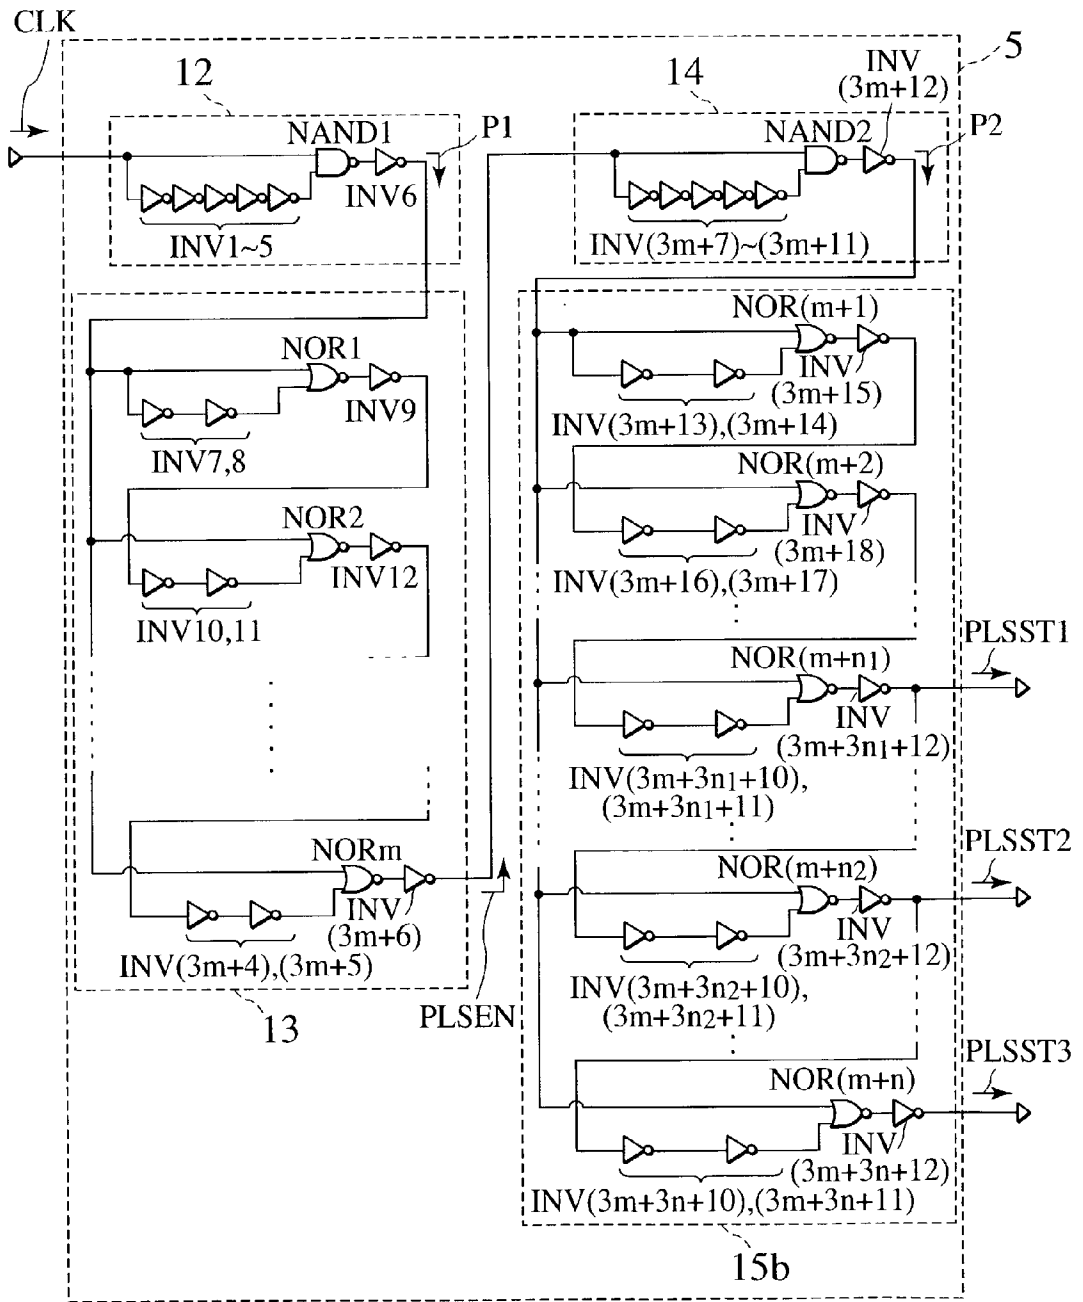 CLK
5
12
NAND1
P1
INV6
INV1~5
14
INV
(3m+12)
NAND2
P2
INV(3m+7)~(3m+11)
NOR1
INV9
INV7,8
NOR2
INV12
INV10,11
NORm
INV
(3m+6)
INV(3m+4),(3m+5)
13
PLSEN
NOR(m+1)
INV
(3m+15)
INV(3m+13),(3m+14)
NOR(m+2)
INV
(3m+18)
INV(3m+16),(3m+17)
NOR(m+n1)
PLSST1
INV
(3m+3n1+12)
INV(3m+3n1+10),
(3m+3n1+11)
NOR(m+n2)
PLSST2
INV
(3m+3n2+12)
INV(3m+3n2+10),
(3m+3n2+11)
NOR(m+n)
PLSST3
INV
(3m+3n+12)
INV(3m+3n+10),(3m+3n+11)
15b